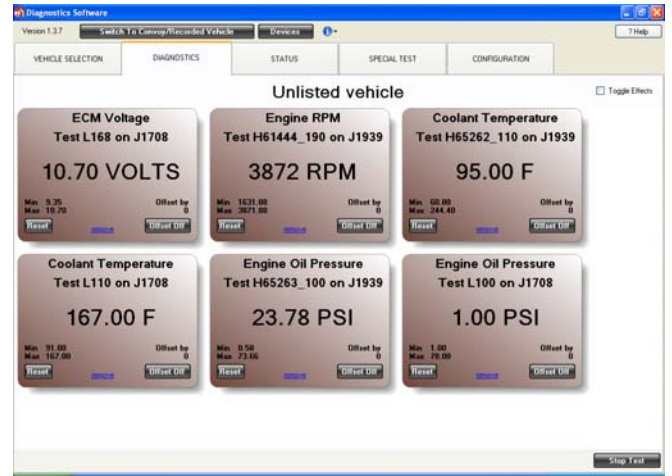 Diagnostics Software
Version 1.3.7 Switch To Convoy/Recorded Vehicle Devices ? Help
VEHICLE SELECTION DIAGNOSTICS STATUS SPECIAL TEST CONFIGURATION
Unlisted vehicle Toggle Effects
ECM Voltage
Test L168 on J1708
10.70 VOLTS
Min 9.35 Offset by
Max 10.70 0
Reset remove Offset Off
Engine RPM
Test H61444_190 on J1939
3872 RPM
Min 1631.00 Offset by
Max 3871.88 0
Reset remove Offset Off
Coolant Temperature
Test H65262_110 on J1939
95.00 F
Min 60.00 Offset by
Max 244.40 0
Reset remove Offset Off
Coolant Temperature
Test L110 on J1708
167.00 F
Min 91.00 Offset by
Max 167.00 0
Reset remove Offset Off
Engine Oil Pressure
Test H65263_100 on J1939
23.78 PSI
Min 0.58 Offset by
Max 73.66 0
Reset remove Offset Off
Engine Oil Pressure
Test L100 on J1708
1.00 PSI
Min 1.00 Offset by
Max 78.00 0
Reset remove Offset Off
Stop Test